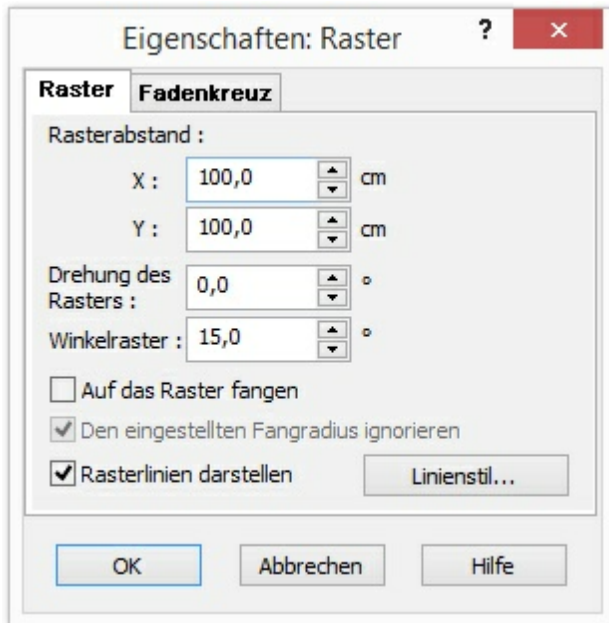 Eigenschaften: Raster ? ×
Raster Fadenkreuz
Rasterabstand :
X : 100,0 cm
Y : 100,0 cm
Drehung des
Rasters : 0,0 °
Winkelraster : 15,0 °
Auf das Raster fangen
Den eingestellten Fangradius ignorieren
Rasterlinien darstellen Linienstil...
OK Abbrechen Hilfe